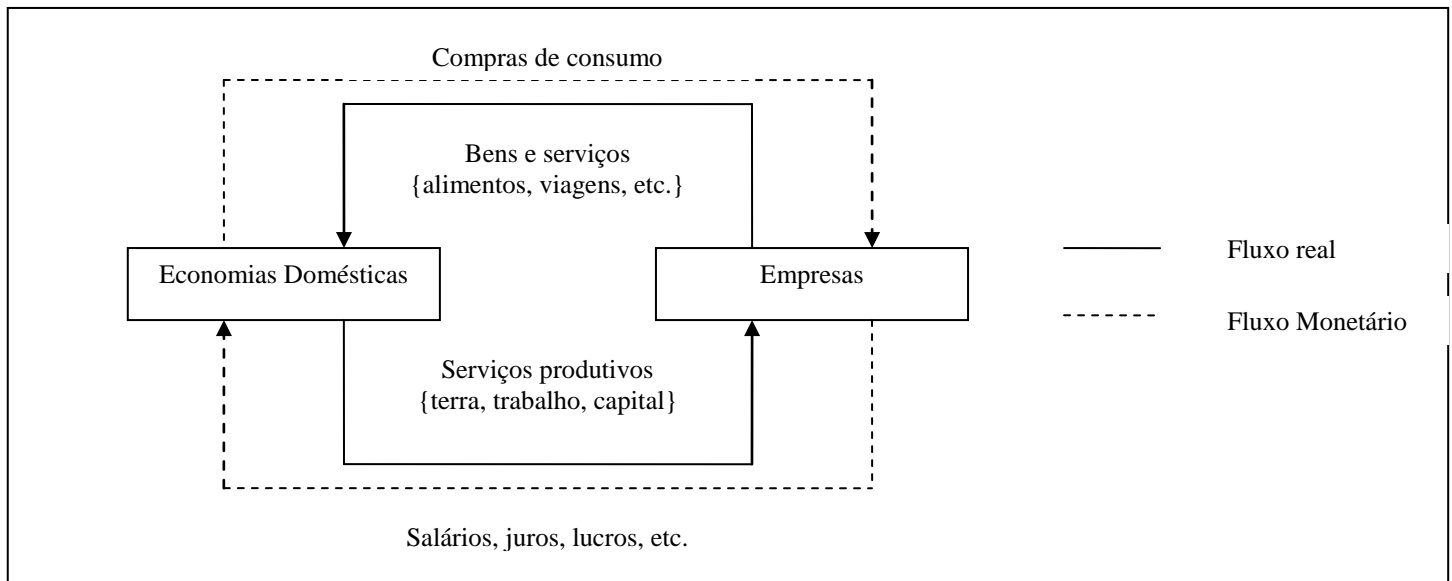 Compras de consumo
Bens e serviços
{alimentos, viagens, etc.}
Economias Domésticas
Empresas
Fluxo real
Fluxo Monetário
Serviços produtivos
{terra, trabalho, capital}
Salários, juros, lucros, etc.